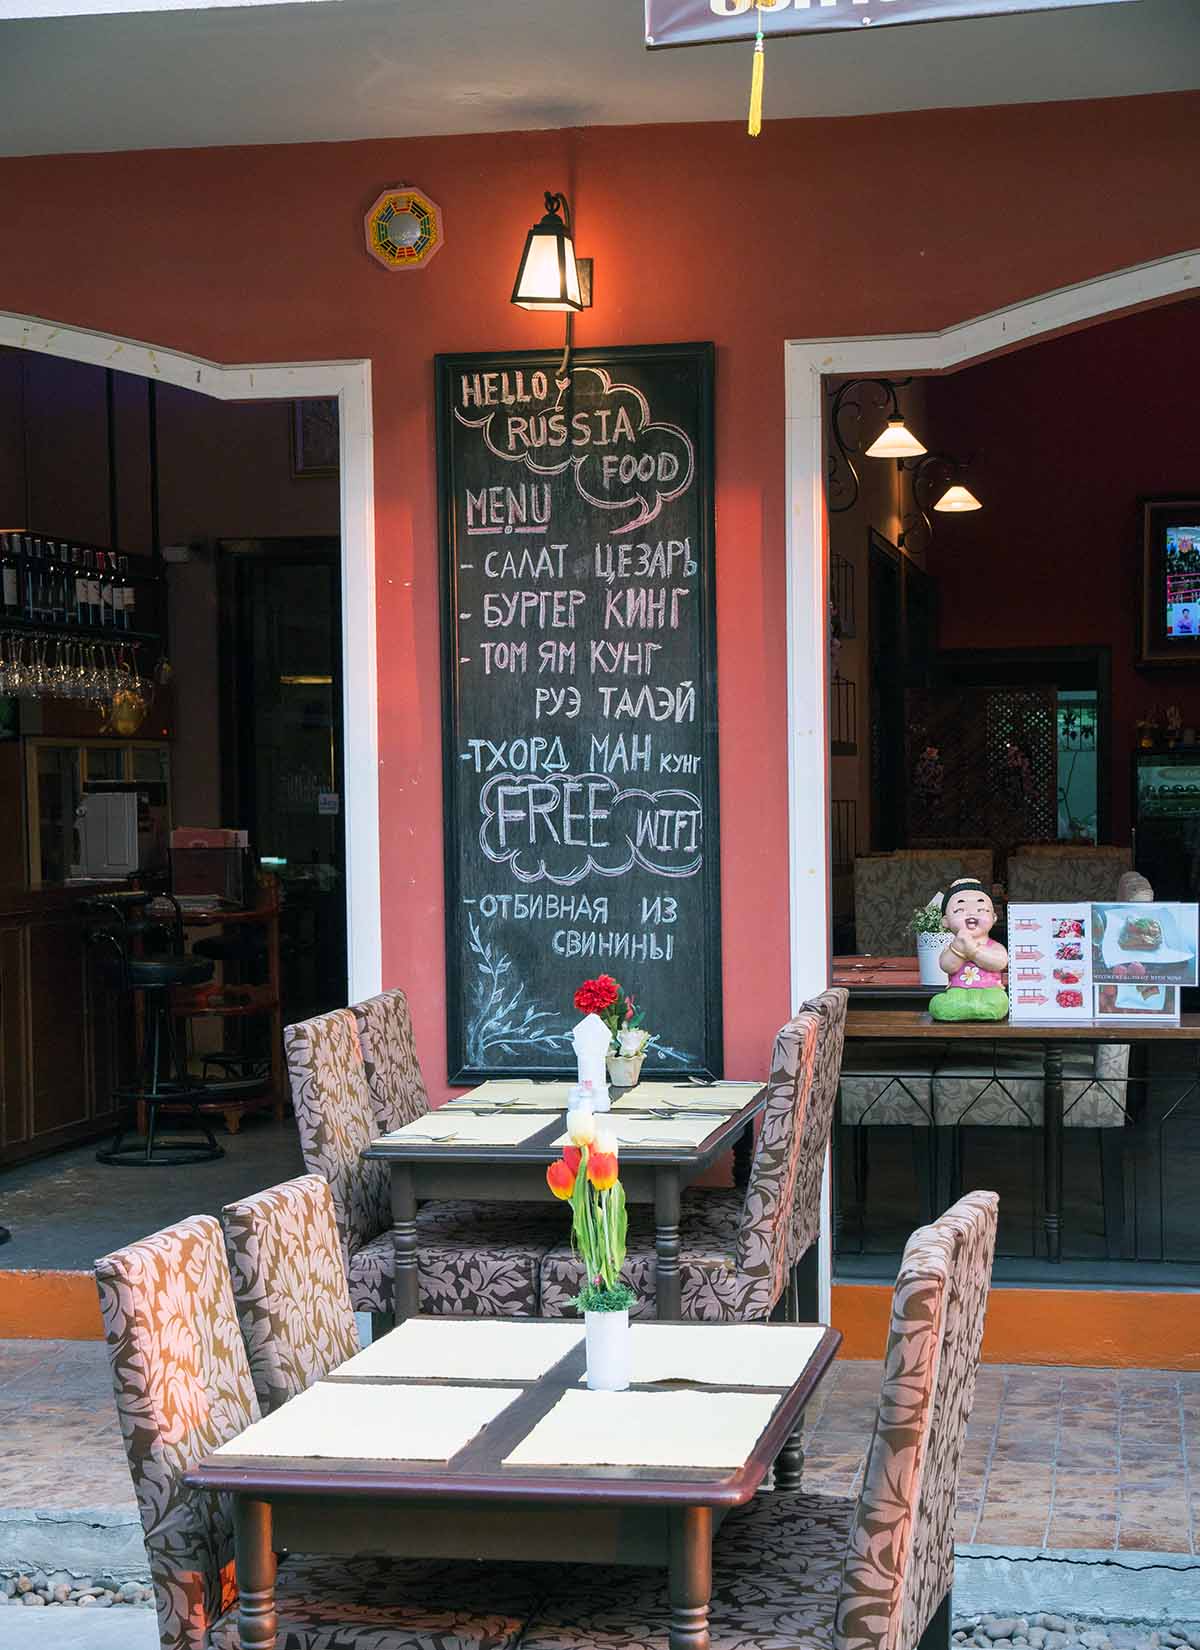 HELLO
RUSSIA
FOOD
MENU
- САЛАТ ЦЕЗАРЬ
- БУРГЕР КИНГ
- ТОМ ЯМ КУНГ
РУЭ ТАЛЭЙ
- ТХОРД МАН КУНГ
FREE WIFI
- ОТБИВНАЯ ИЗ
СВИНИНЫ